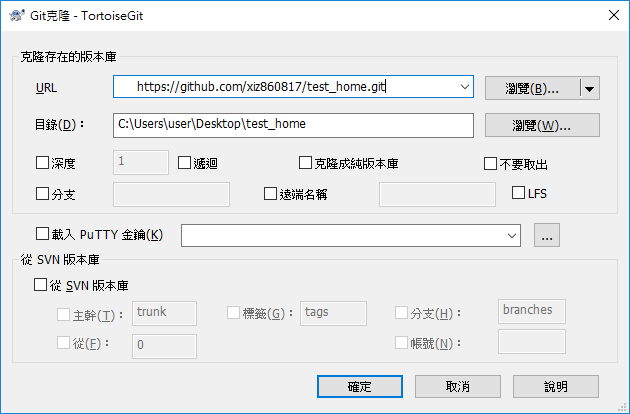 Git克隆 - TortoiseGit
克隆存在的版本庫
URL https://github.com/xiz860817/test_home.git 瀏覽(B)...
目錄(D)： C:\Users\user\Desktop\test_home 瀏覽(W)...
深度 1 遞迴 克隆成純版本庫 不要取出
分支 遠端名稱 LFS
載入 PuTTY 金鑰(K) ...
從 SVN 版本庫
從 SVN 版本庫
主幹(T)： trunk 標籤(G)： tags 分支(H)： branches
從(F)： 0 帳號(N)：
確定 取消 說明